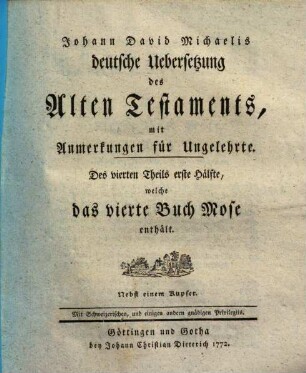 Johann David Michaelis
deutsche Uebersetzung
des
Alten Testaments,
mit
Anmerkungen für Ungelehrte.
Des vierten Theils erste Hälfte,
welche
das vierte Buch Mose
enthält.
Nebst einem Kupfer.
Mit Schweizerischen, und einigen andern gnädigen Privilegiis.
Göttingen und Gotha
bey Johann Christian Dieterich 1772.